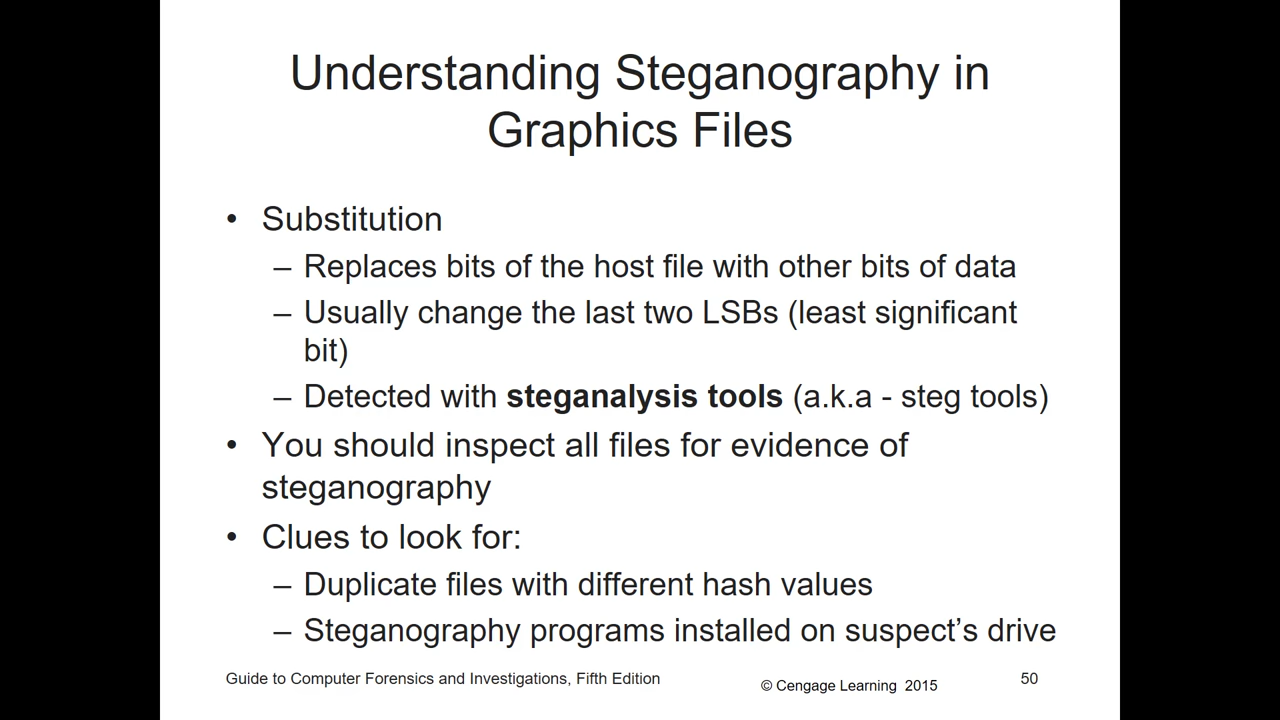 Understanding Steganography in
Graphics Files
• Substitution
– Replaces bits of the host file with other bits of data
– Usually change the last two LSBs (least significant
bit)
– Detected with steganalysis tools (a.k.a - steg tools)
• You should inspect all files for evidence of
steganography
• Clues to look for:
– Duplicate files with different hash values
– Steganography programs installed on suspect’s drive
Guide to Computer Forensics and Investigations, Fifth Edition
© Cengage Learning 2015
50